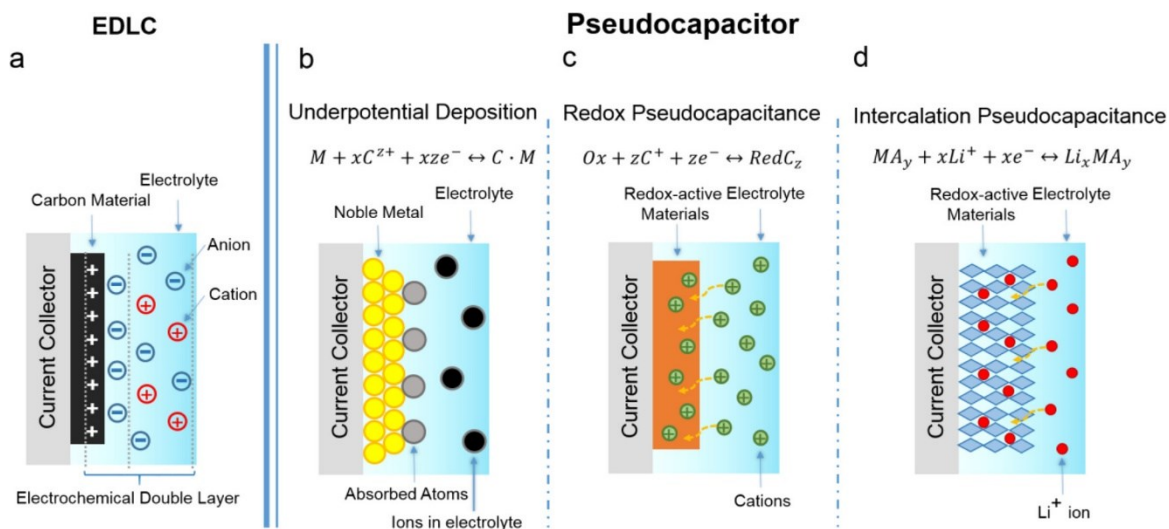 EDLC
Pseudocapacitor
a
b
c
d
Underpotential Deposition
Redox Pseudocapacitance
Intercalation Pseudocapacitance
M + xC^{z+} + xze^- ↔ C · M
Ox + zC^+ + ze^- ↔ RedC_z
MA_y + xLi^+ + xe^- ↔ Li_xMA_y
Carbon Material
Electrolyte
Anion
Cation
Current Collector
Electrochemical Double Layer
Noble Metal
Electrolyte
Current Collector
Absorbed Atoms
Ions in electrolyte
Redox-active
Materials
Electrolyte
Current Collector
Cations
Redox-active
Materials
Electrolyte
Current Collector
Li^+ ion